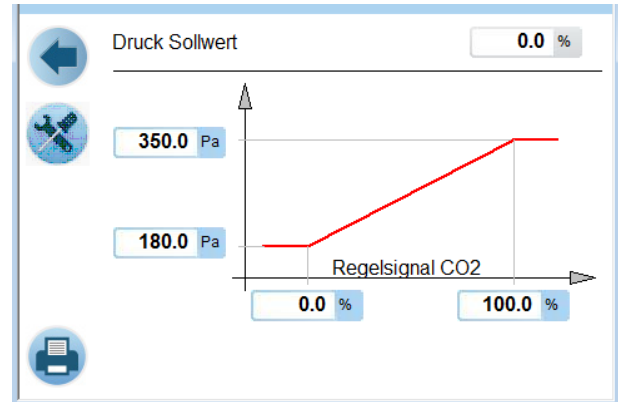 Druck Sollwert 0.0 %
350.0 Pa
180.0 Pa
Regelsignal CO2
0.0 % 100.0 %